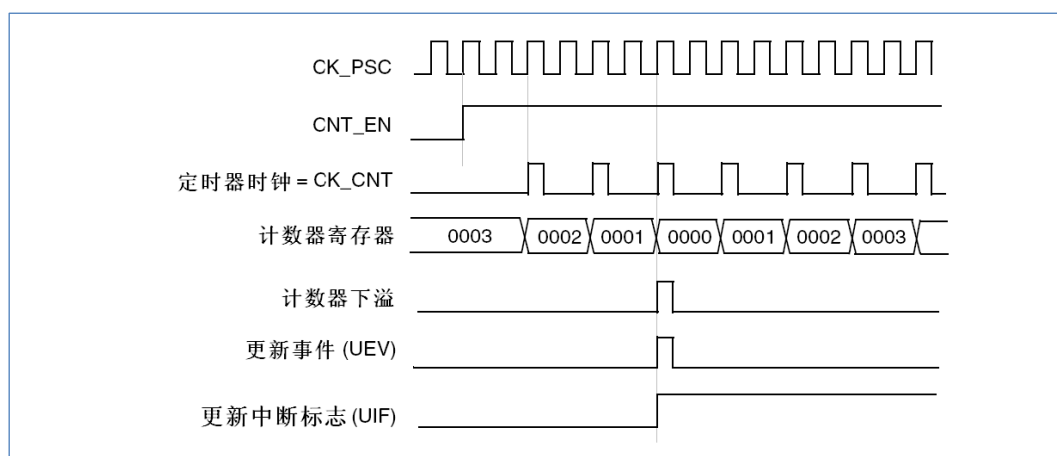 CK_PSC
CNT_EN
定时器时钟 = CK_CNT
计数器寄存器 0003 0002 0001 0000 0001 0002 0003
计数器下溢
更新事件 (UEV)
更新中断标志 (UIF)